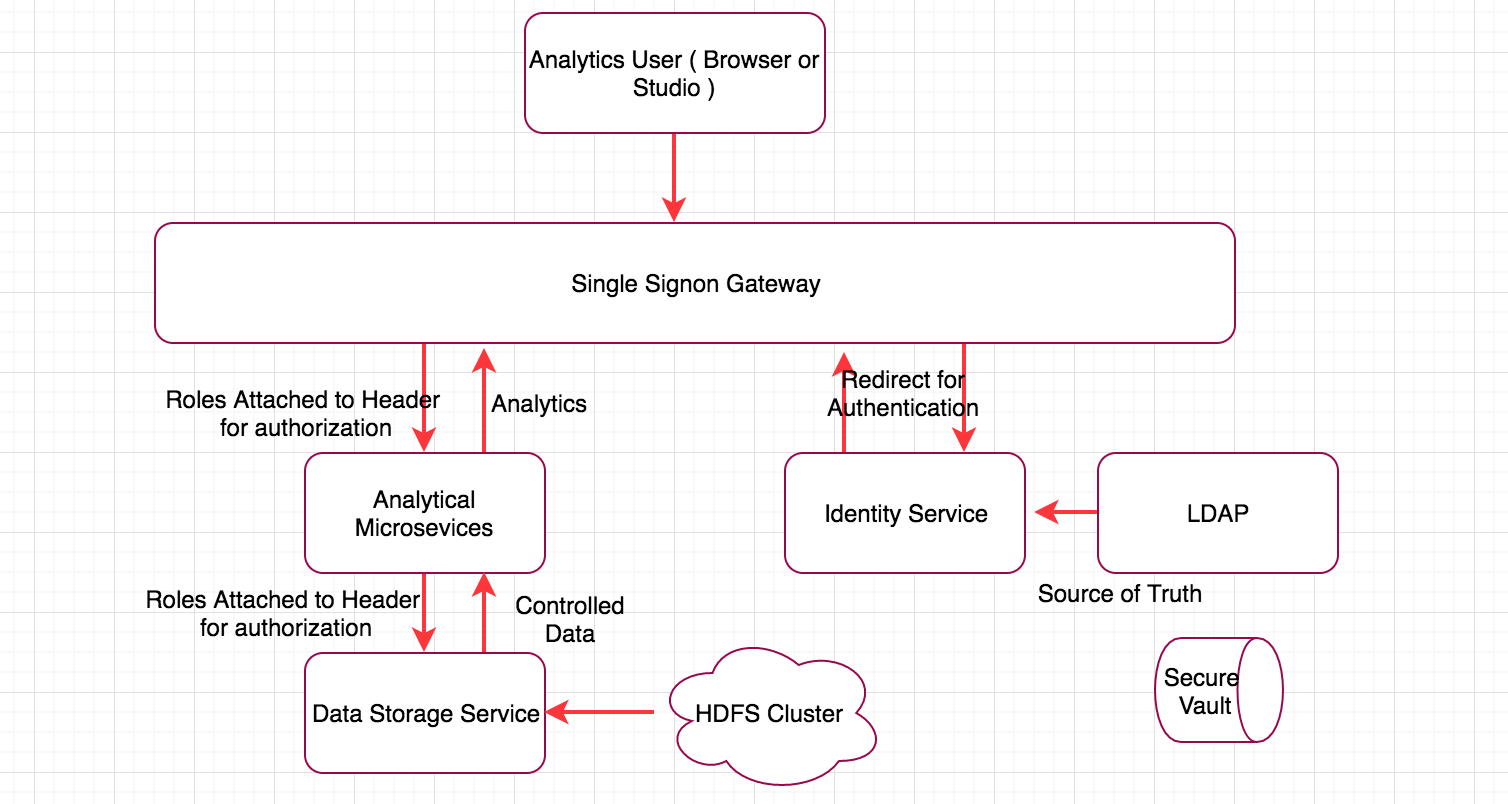 Analytics User ( Browser or
Studio )
Single Signon Gateway
Roles Attached to Header
for authorization
Analytics
Redirect for
Authentication
Analytical
Microsevices
Identity Service
LDAP
Roles Attached to Header
for authorization
Controlled
Data
Source of Truth
Data Storage Service
HDFS Cluster
Secure
Vault